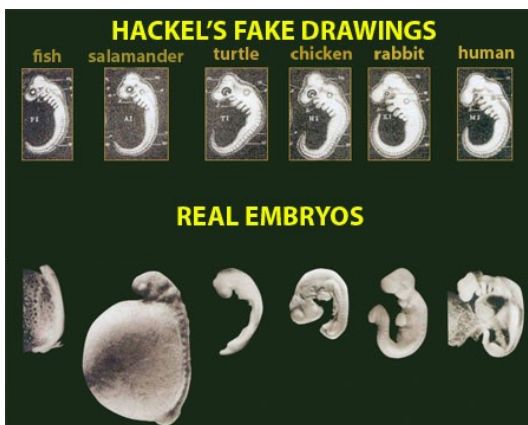 HACKEL'S FAKE DRAWINGS
fish salamander turtle chicken rabbit human
REAL EMBRYOS